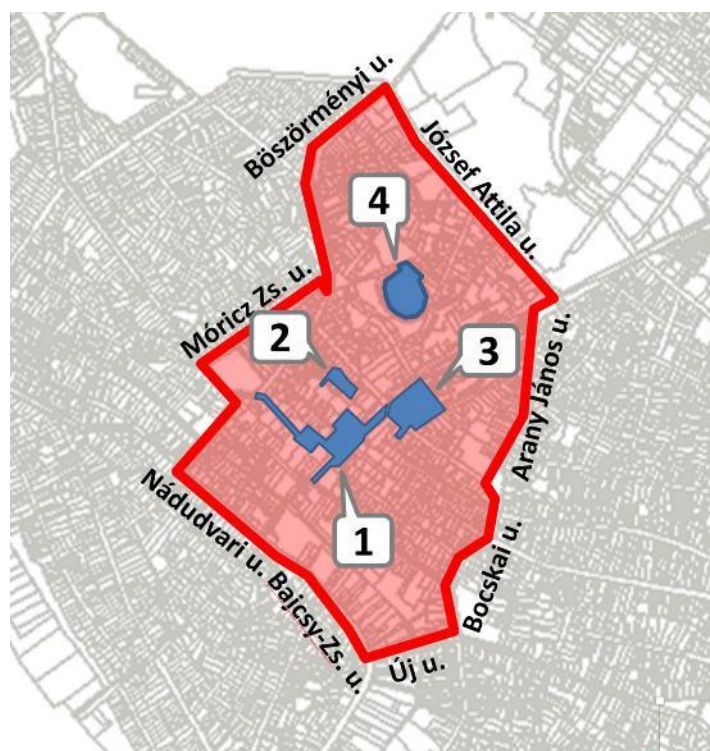 Böszörményi u.
József Attila u.
4
Móricz Zs. u.
2
3
Arany János u.
Nádudvari u.
1
Bajcsy-Zs. u.
Bocskai u.
Új u.